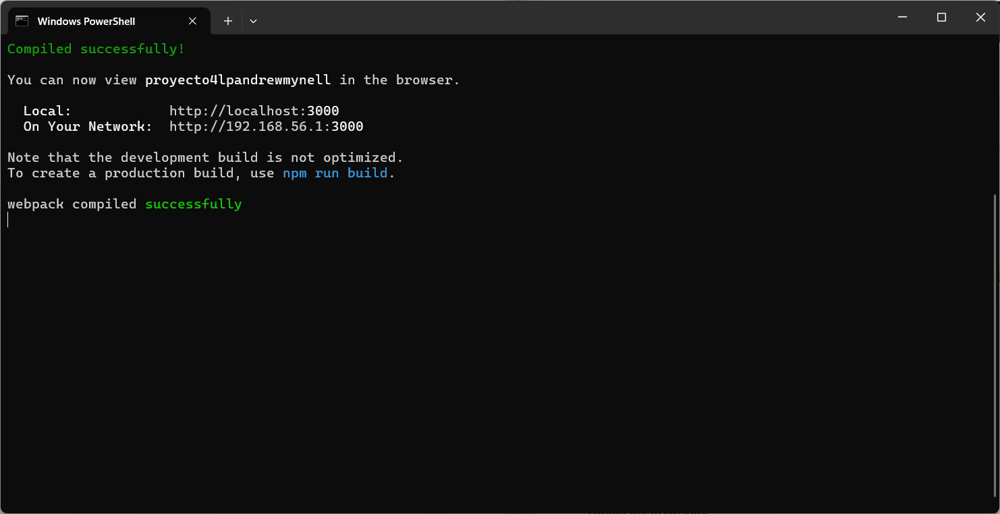 Windows PowerShell
Compiled successfully!
You can now view proyecto4lpandrewmynell in the browser.
Local: http://localhost:3000
On Your Network: http://192.168.56.1:3000
Note that the development build is not optimized.
To create a production build, use npm run build.
webpack compiled successfully